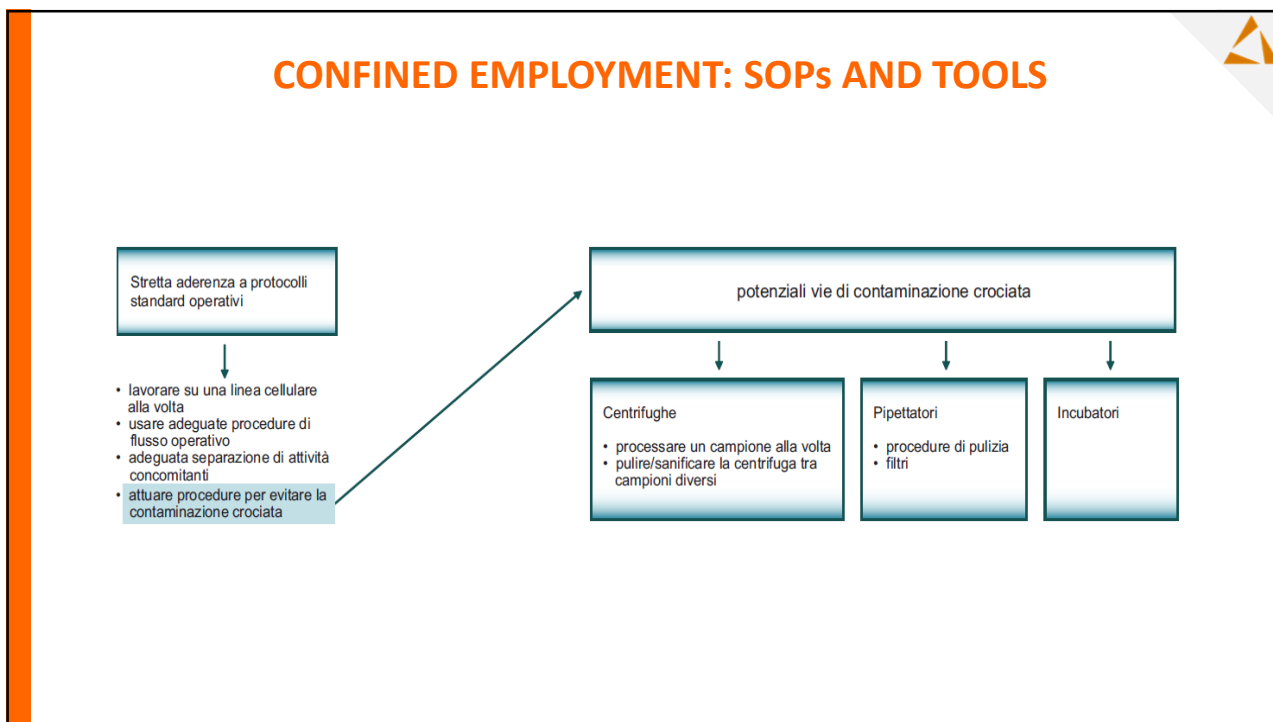 CONFINED EMPLOYMENT: SOPs AND TOOLS
Stretta aderenza a protocolli
standard operativi
• lavorare su una linea cellulare
alla volta
• usare adeguate procedure di
flusso operativo
• adeguata separazione di attività
concomitanti
• attuare procedure per evitare la
contaminazione crociata
potenziali vie di contaminazione crociata
Centrifughe
• processare un campione alla volta
• pulire/sanificare la centrifuga tra
campioni diversi
Pipettatori
• procedure di pulizia
• filtri
Incubatori